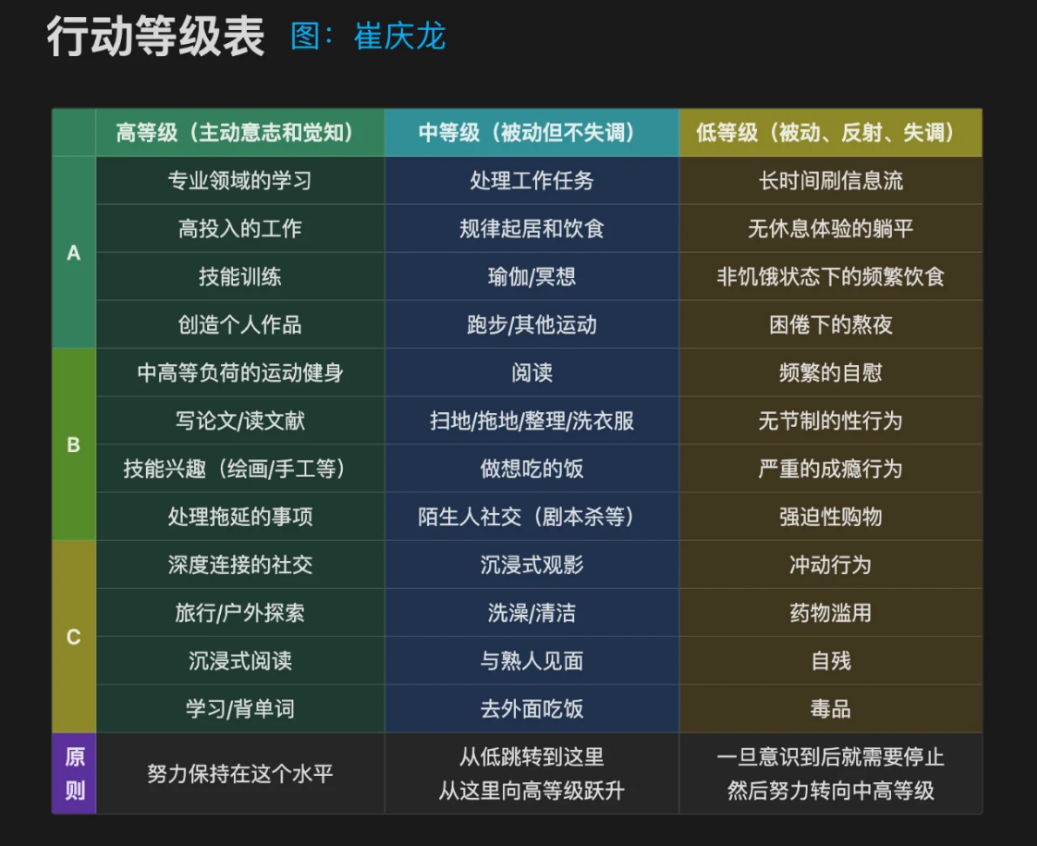 行动等级表 图：崔庆龙
高等级（主动意志和觉知） 中等级（被动但不失调） 低等级（被动、反射、失调）
A
专业领域的学习 处理工作任务 长时间刷信息流
高投入的工作 规律起居和饮食 无休息体验的躺平
技能训练 瑜伽/冥想 非饥饿状态下的频繁饮食
创造个人作品 跑步/其他运动 困倦下的熬夜
B
中高等负荷的运动健身 阅读 频繁的自慰
写论文/读文献 扫地/拖地/整理/洗衣服 无节制的性行为
技能兴趣（绘画/手工等） 做想吃的饭 严重的成瘾行为
处理拖延的事项 陌生人社交（剧本杀等） 强迫性购物
C
深度连接的社交 沉浸式观影 冲动行为
旅行/户外探索 洗澡/清洁 药物滥用
沉浸式阅读 与熟人见面 自残
学习/背单词 去外面吃饭 毒品
原则
努力保持在这个水平
从低跳转到这里
从这里向高等级跃升
一旦意识到后就需要停止
然后努力转向中高等级